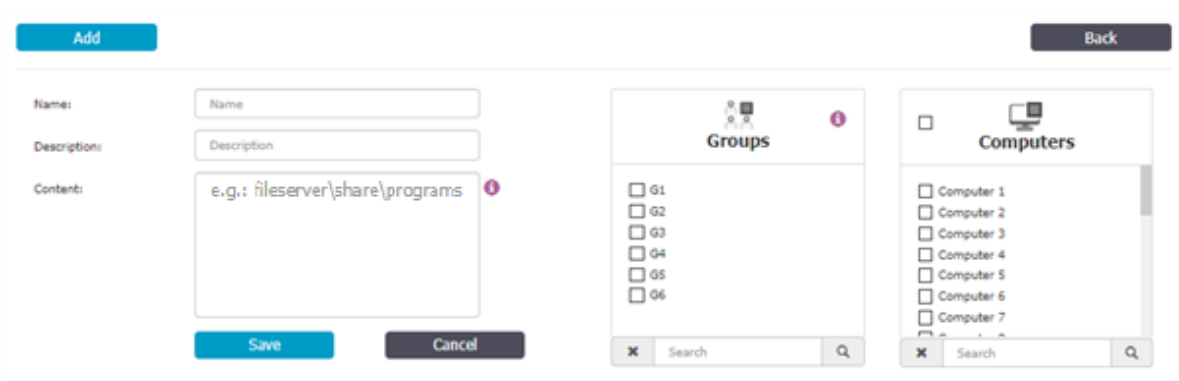 Add
Back
Name:
Name
Description:
Description
Content:
e.g.: fileserver\share\programs
Save
Cancel
Groups
G1
G2
G3
G4
G5
G6
Search
Computers
Computer 1
Computer 2
Computer 3
Computer 4
Computer 5
Computer 6
Computer 7
Search